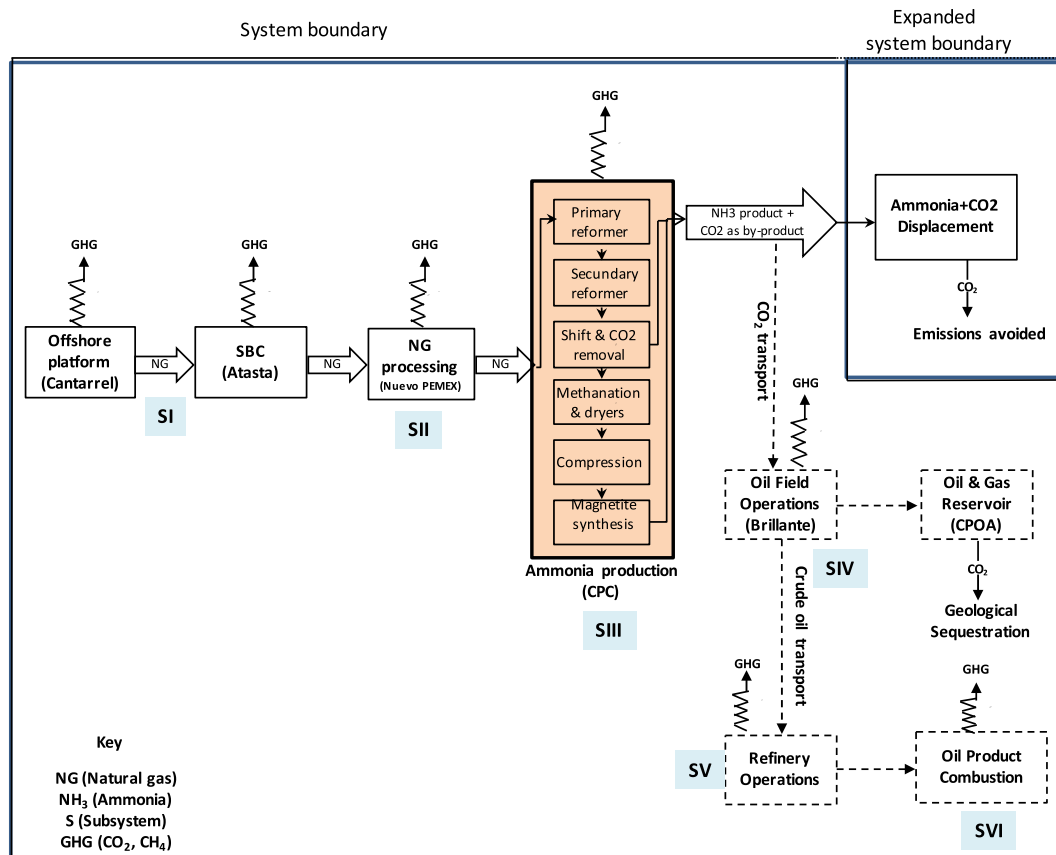 System boundary
Expanded
system boundary
GHG
GHG
GHG
GHG
Offshore
platform
(Cantarrel)
NG
SBC
(Atasta)
NG
NG
processing
(Nuevo PEMEX)
NG
SI
SII
Primary
reformer
Secundary
reformer
Shift & CO2
removal
Methanation
& dryers
Compression
Magnetite
synthesis
Ammonia production
(CPC)
SIII
NH3 product +
CO2 as by-product
Ammonia+CO2
Displacement
CO₂
Emissions avoided
CO₂ transport
GHG
Oil Field
Operations
(Brillante)
Oil & Gas
Reservoir
(CPOA)
SIV
CO₂
Geological
Sequestration
Crude oil transport
GHG
GHG
SV
Refinery
Operations
Oil Product
Combustion
SVI
Key
NG (Natural gas)
NH₃ (Ammonia)
S (Subsystem)
GHG (CO₂, CH₄)